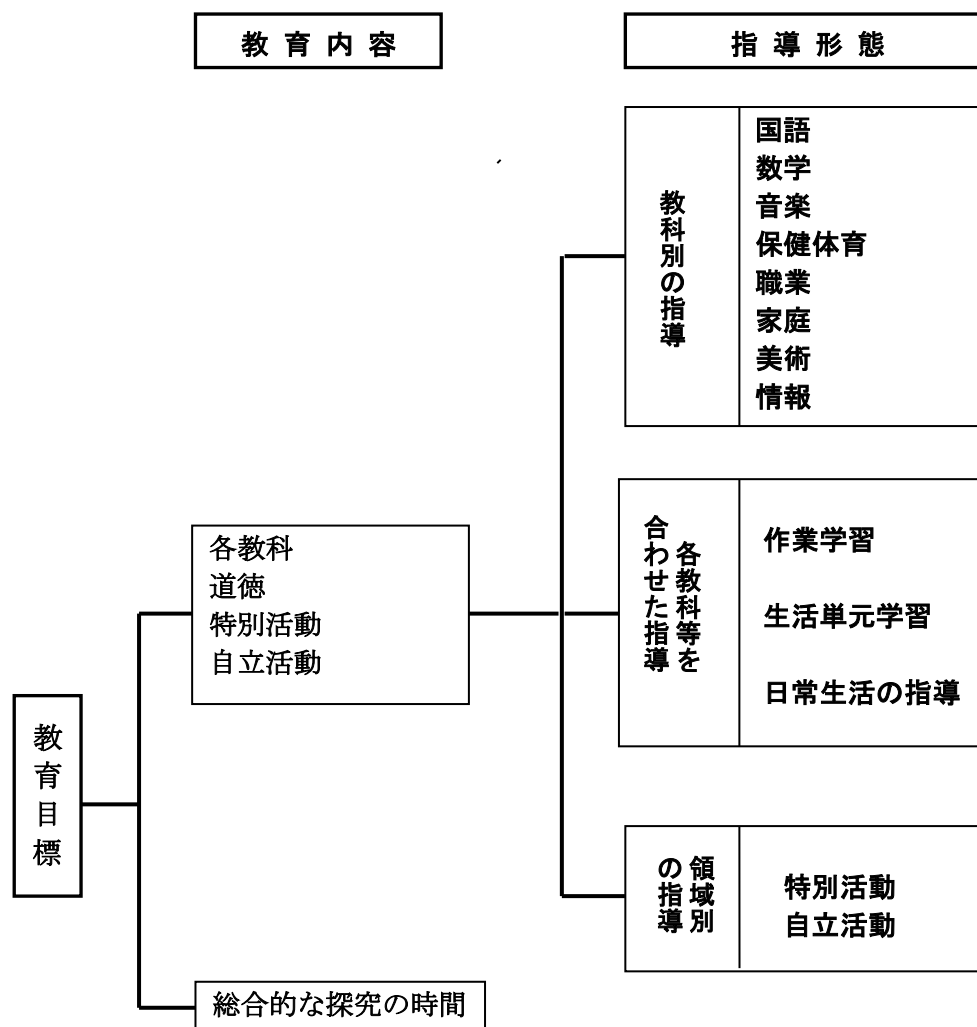 教育内容
指導形態
教科別の指導
国語
数学
音楽
保健体育
職業
家庭
美術
情報
各教科
道徳
特別活動
自立活動
各教科等を
合わせた指導
作業学習
生活単元学習
日常生活の指導
教育目標
領域別
の指導
特別活動
自立活動
総合的な探究の時間